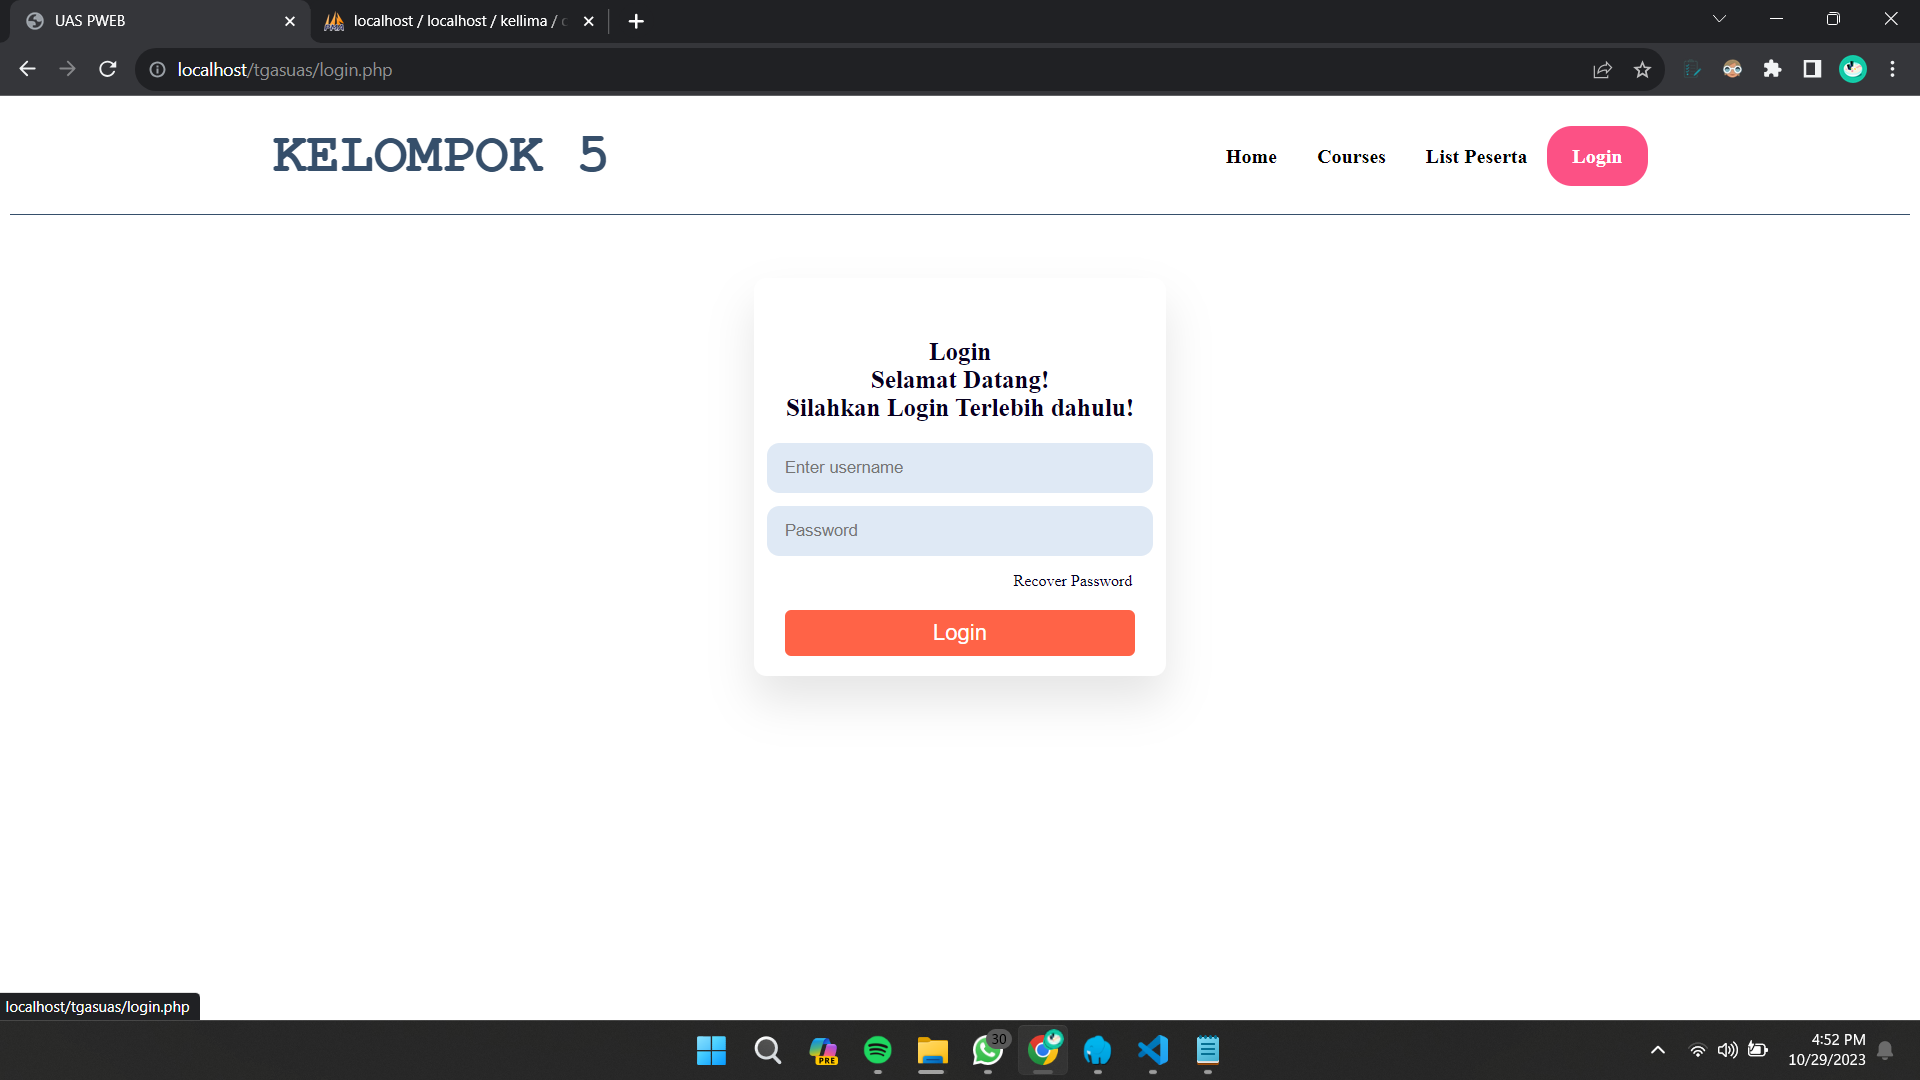 UAS PWEB
localhost / localhost / kellima /
localhost/tgasuas/login.php
KELOMPOK 5
Home
Courses
List Peserta
Login
Login
Selamat Datang!
Silahkan Login Terlebih dahulu!
Enter username
Password
Recover Password
Login
localhost/tgasuas/login.php
PRE
30
4:52 PM
10/29/2023